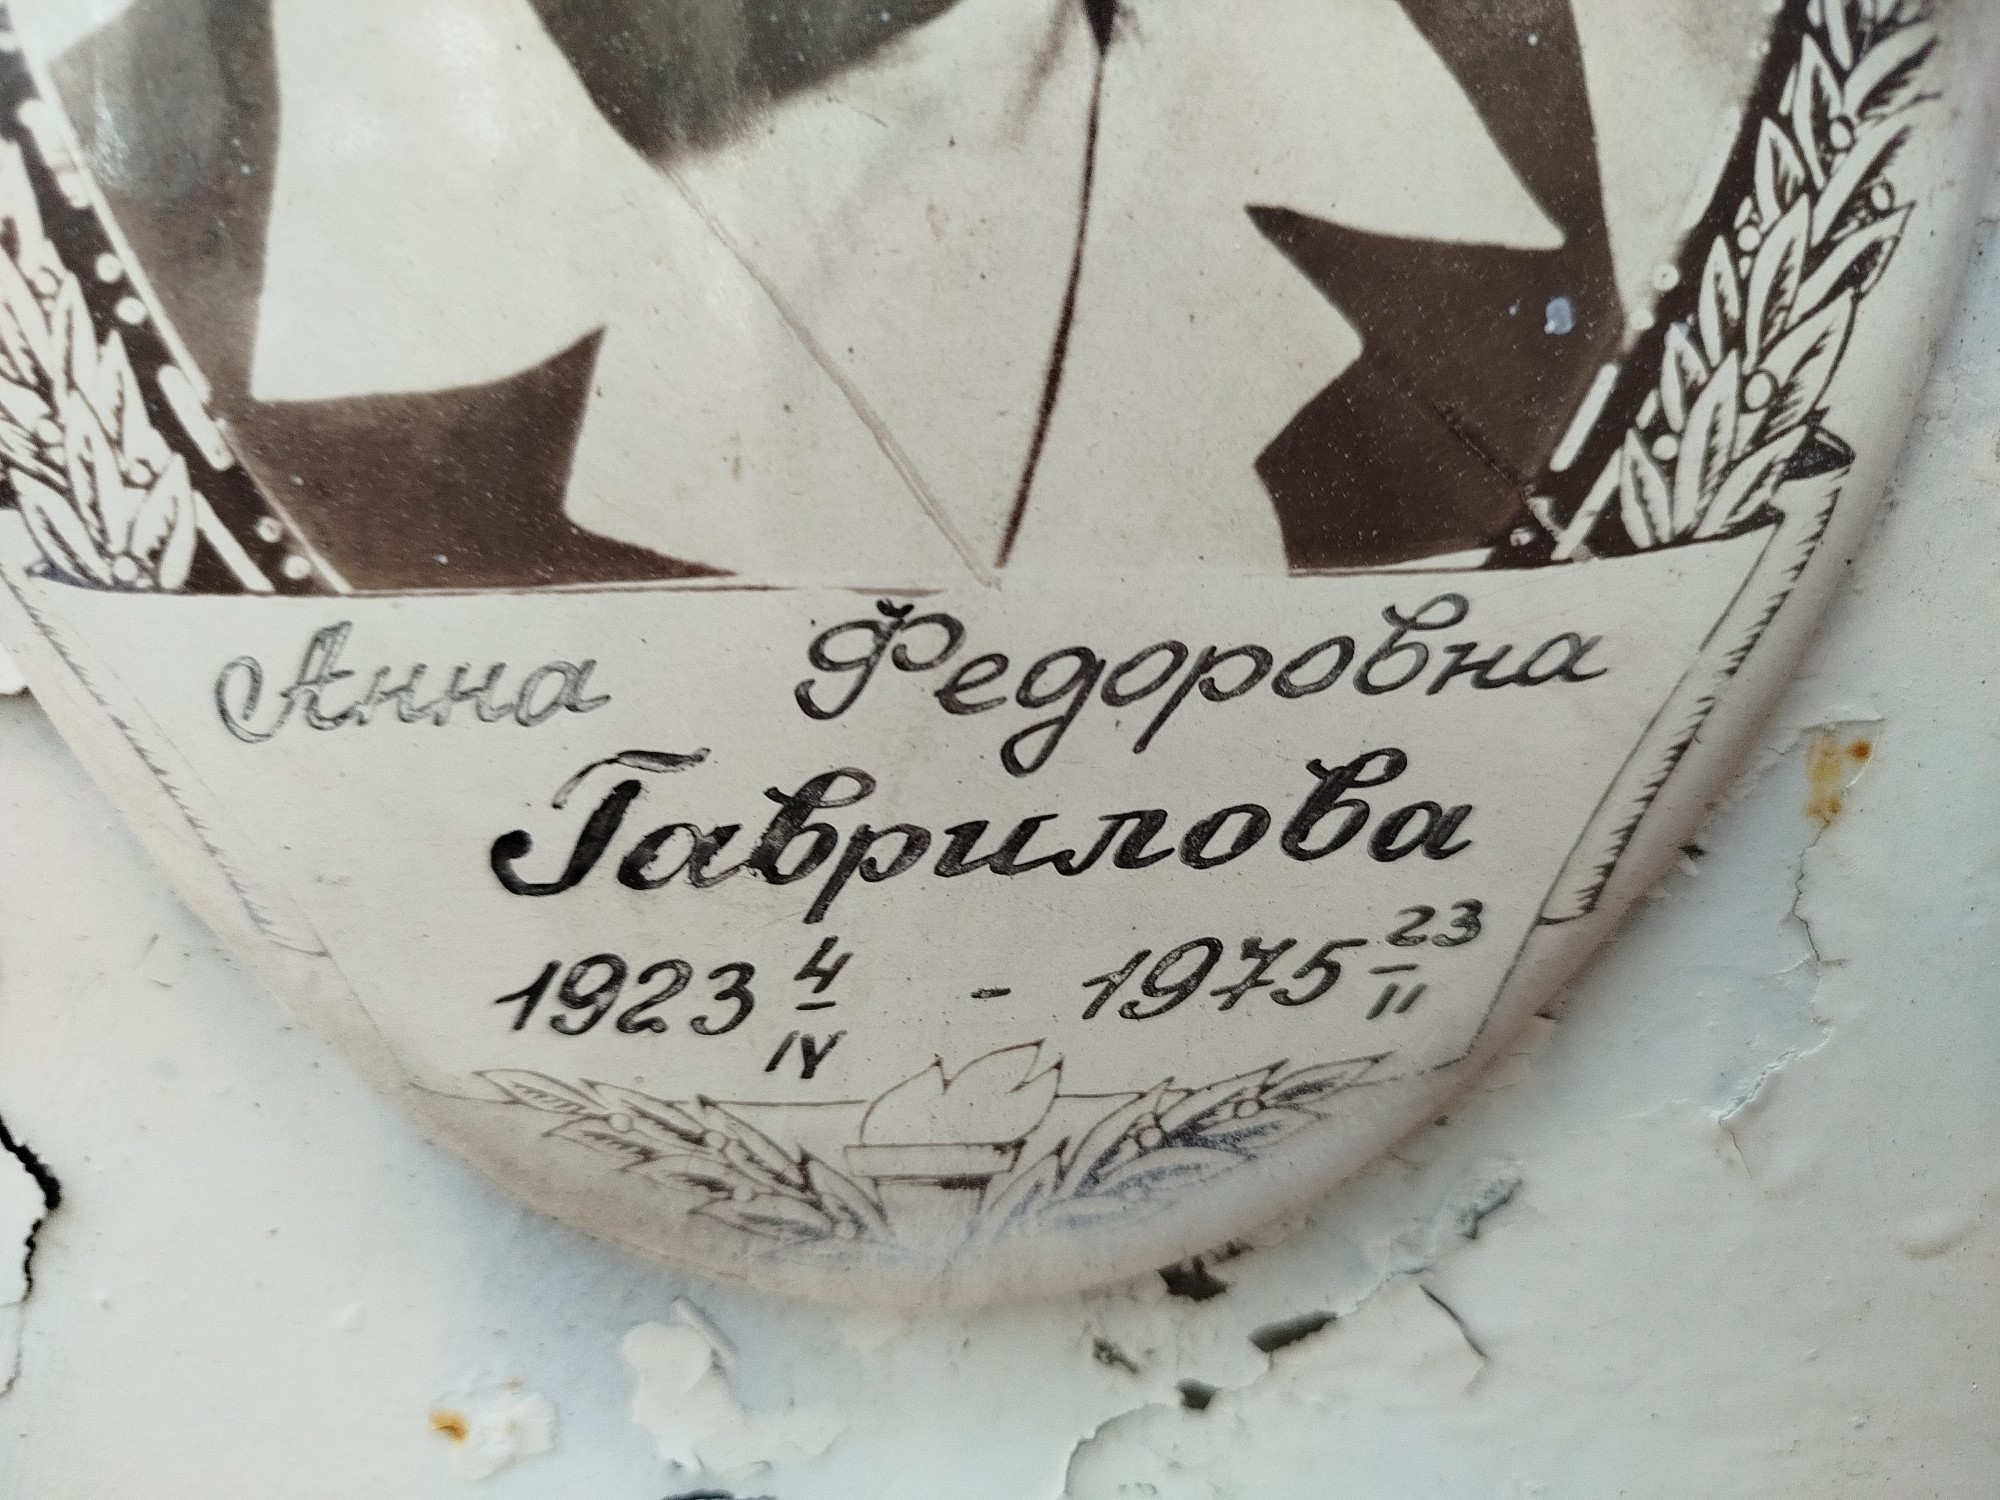 Анна Федоровна
Гаврилова
1923 4/IV - 1975 23/II